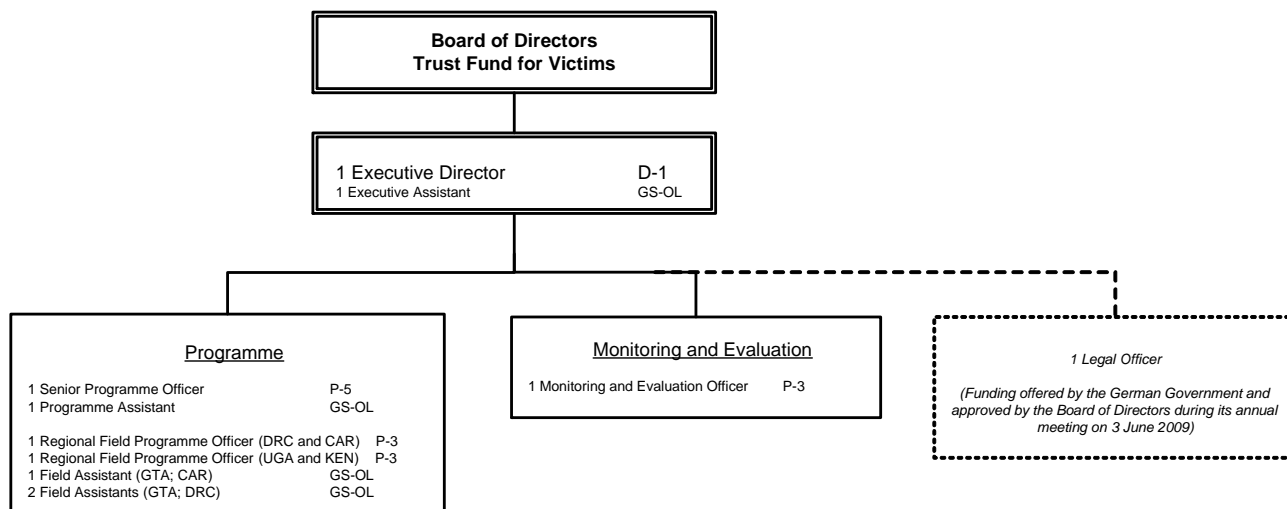 Board of Directors
Trust Fund for Victims
1 Executive Director D-1
1 Executive Assistant GS-OL
Programme
1 Senior Programme Officer P-5
1 Programme Assistant GS-OL
1 Regional Field Programme Officer (DRC and CAR) P-3
1 Regional Field Programme Officer (UGA and KEN) P-3
1 Field Assistant (GTA; CAR) GS-OL
2 Field Assistants (GTA; DRC) GS-OL
Monitoring and Evaluation
1 Monitoring and Evaluation Officer P-3
1 Legal Officer
(Funding offered by the German Government and
approved by the Board of Directors during its annual
meeting on 3 June 2009)